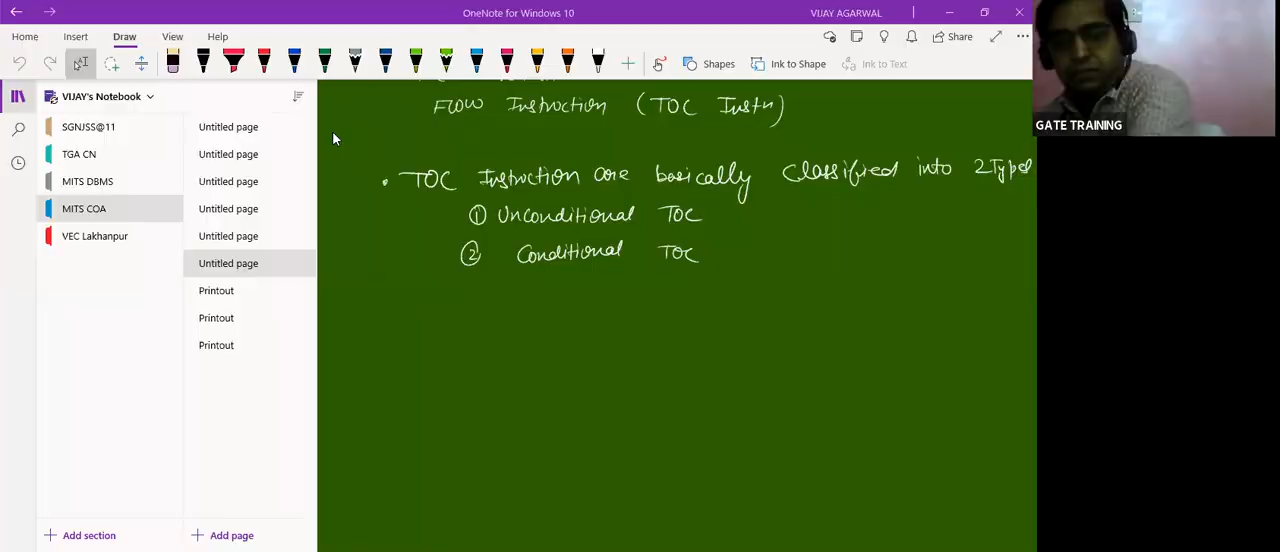 OneNote for Windows 10
VIJAY AGARWAL
Home Insert Draw View Help
Share
Shapes
Ink to Shape
Ink to Text
VIJAY's Notebook
SGNJSS@11
TGA CN
MITS DBMS
MITS COA
VEC Lakhanpur
Add section
Untitled page
Untitled page
Untitled page
Untitled page
Untitled page
Untitled page
Printout
Printout
Printout
Add page
FLOW Instruction (TOC Instn)
• TOC Instruction are basically Classified into 2 Types
① Unconditional TOC
② Conditional TOC
GATE TRAINING